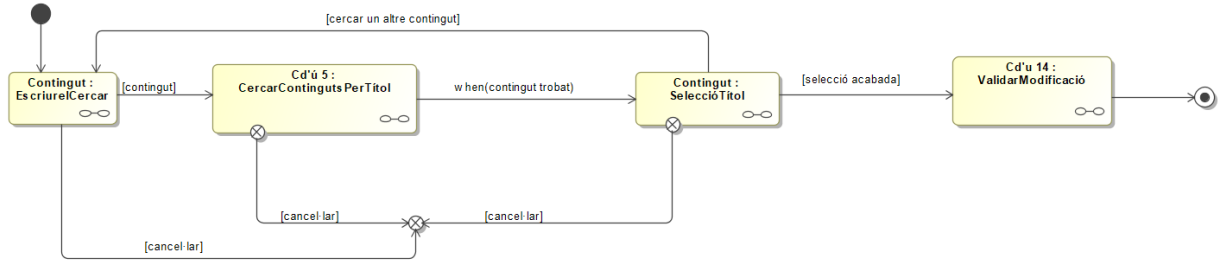 [cercar un altre contingut]
Contingut :
EscriureICercar
[contingut]
Cd'ú 5 :
CercarContingutsPerTítol
when(contingut trobat)
Contingut :
SeleccióTítol
[selecció acabada]
Cd'u 14 :
ValidarModificació
[cancel·lar]
[cancel·lar]
[cancel·lar]